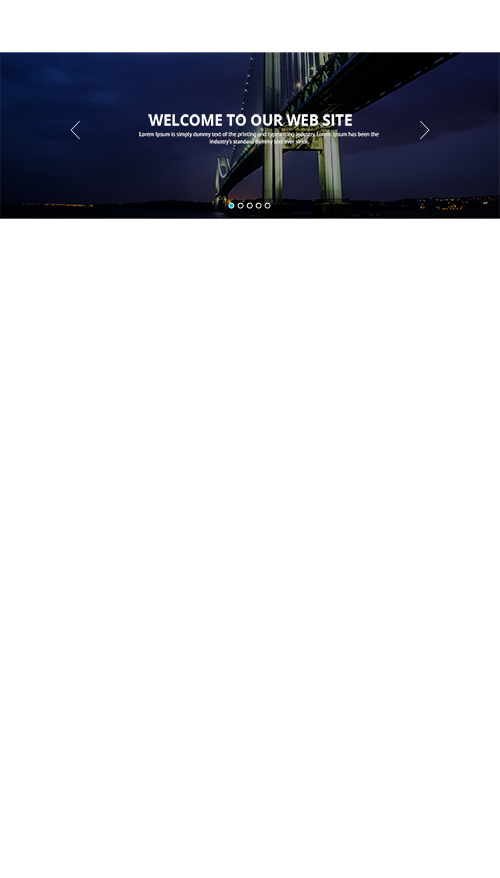 WELCOME TO OUR WEB SITE
Lorem Ipsum is simply dummy text of the printing and typesetting industry. Lorem Ipsum has been the
industry's standard dummy text ever since.